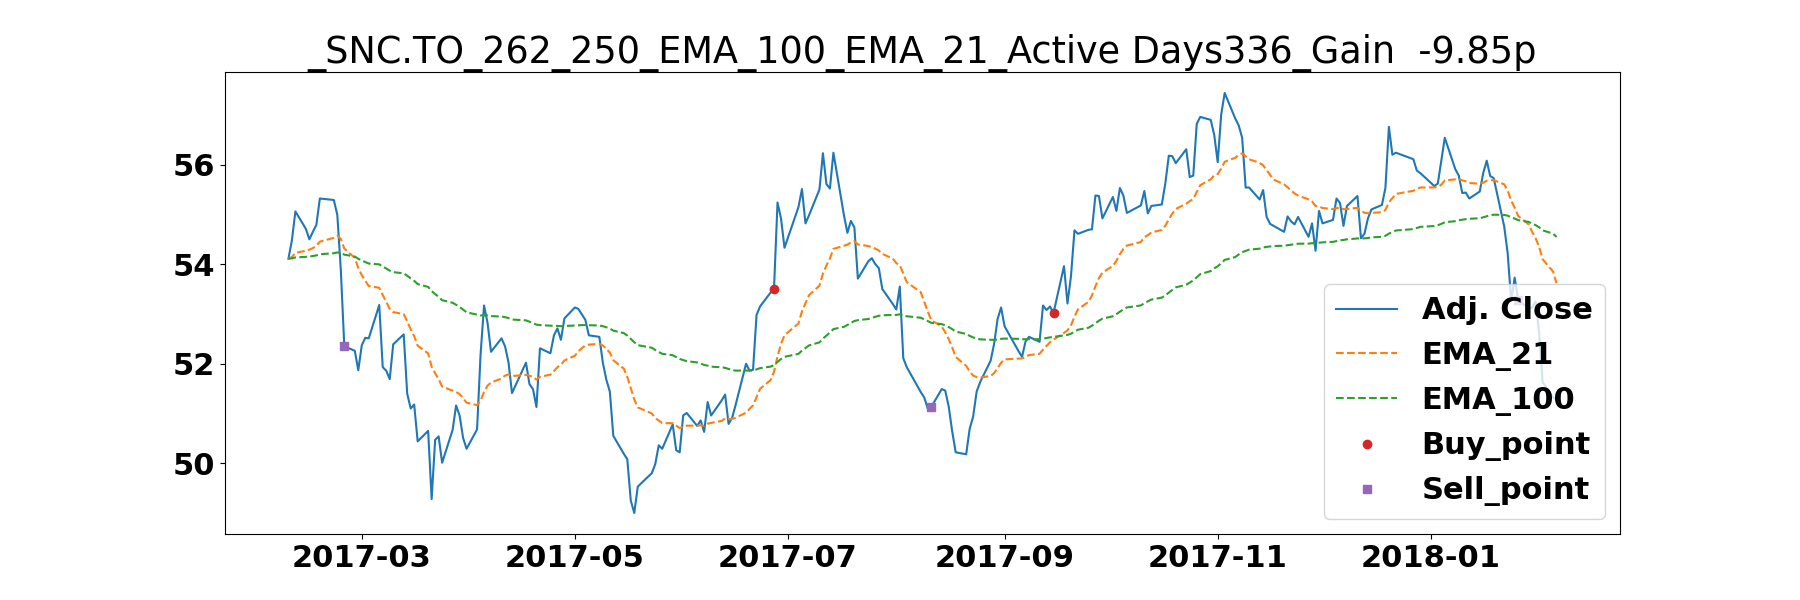 _SNC.TO_262_250_EMA_100_EMA_21_Active Days336_Gain  -9.85p
56
54
52
50
Adj. Close
EMA_21
EMA_100
Buy_point
Sell_point
2017-03
2017-05
2017-07
2017-09
2017-11
2018-01